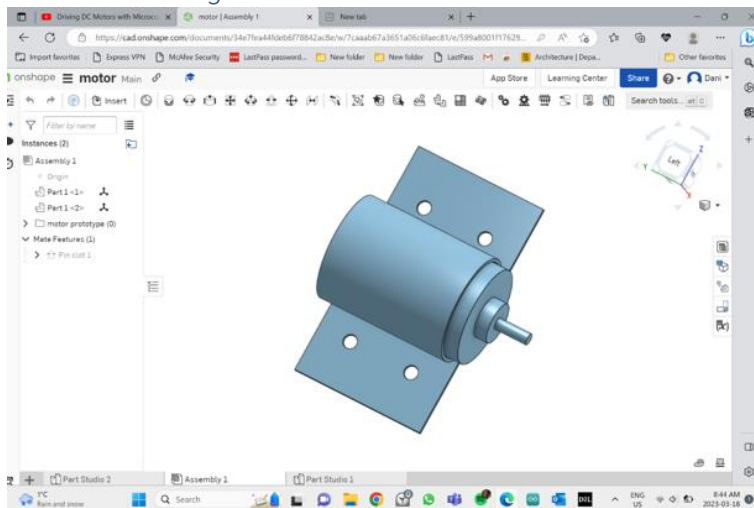 Driving DC Motors with Microco
motor | Assembly 1
New tab
https://cad.onshape.com/documents/34e7fea44fdeb6f78842ac8e/w/7caaab67a3651a06c6faec81/e/599a8001f17629...
Import favorites
Express VPN
McAfee Security
LastPass password...
New folder
New folder
LastPass
Architecture | Depa...
Other favorites
onshape
motor
Main
App Store
Learning Center
Share
Dani
Insert
Search tools...
Filter by name
Instances (2)
Assembly 1
Origin
Part 1 <1>
Part 1 <2>
motor prototype (0)
Mate Features (1)
Pin slot 1
Left
Z
Y
X
Part Studio 2
Assembly 1
Part Studio 1
1°C
Rain and snow
Search
ENG
US
8:44 AM
2023-03-18